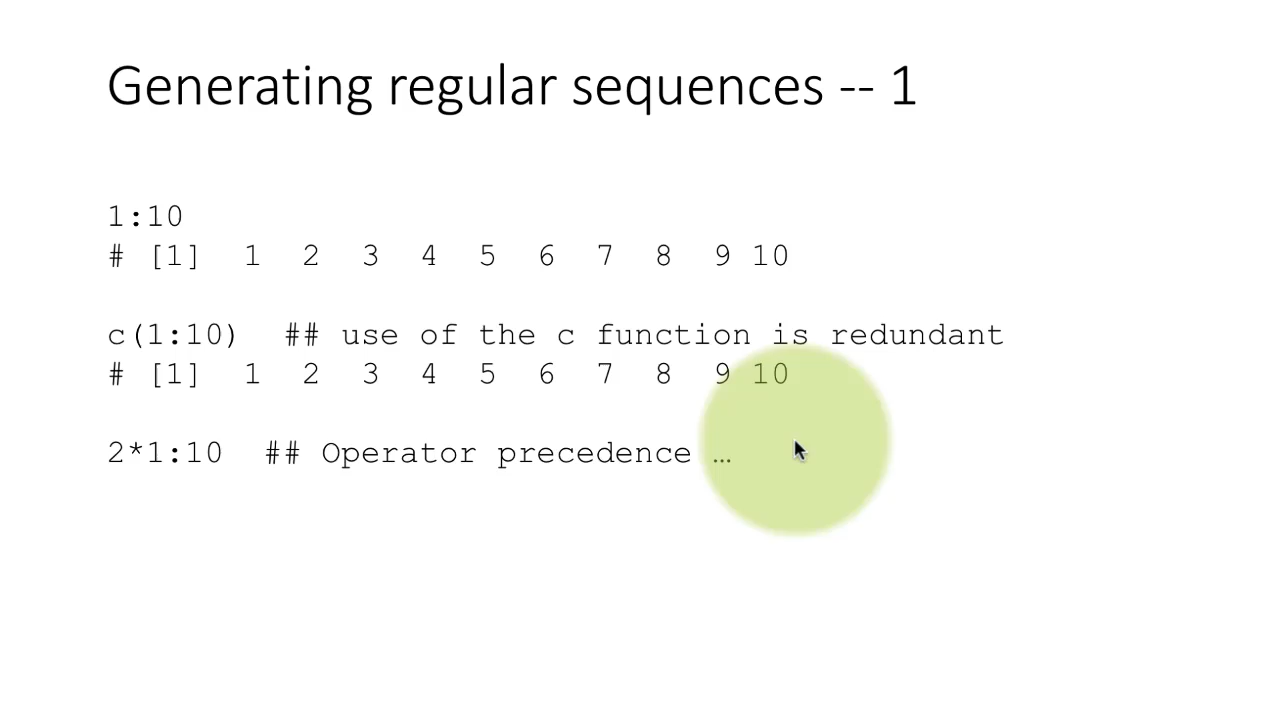 Generating regular sequences -- 1
1:10
# [1] 1 2 3 4 5 6 7 8 9 10
c(1:10) ## use of the c function is redundant
# [1] 1 2 3 4 5 6 7 8 9 10
2*1:10 ## Operator precedence …